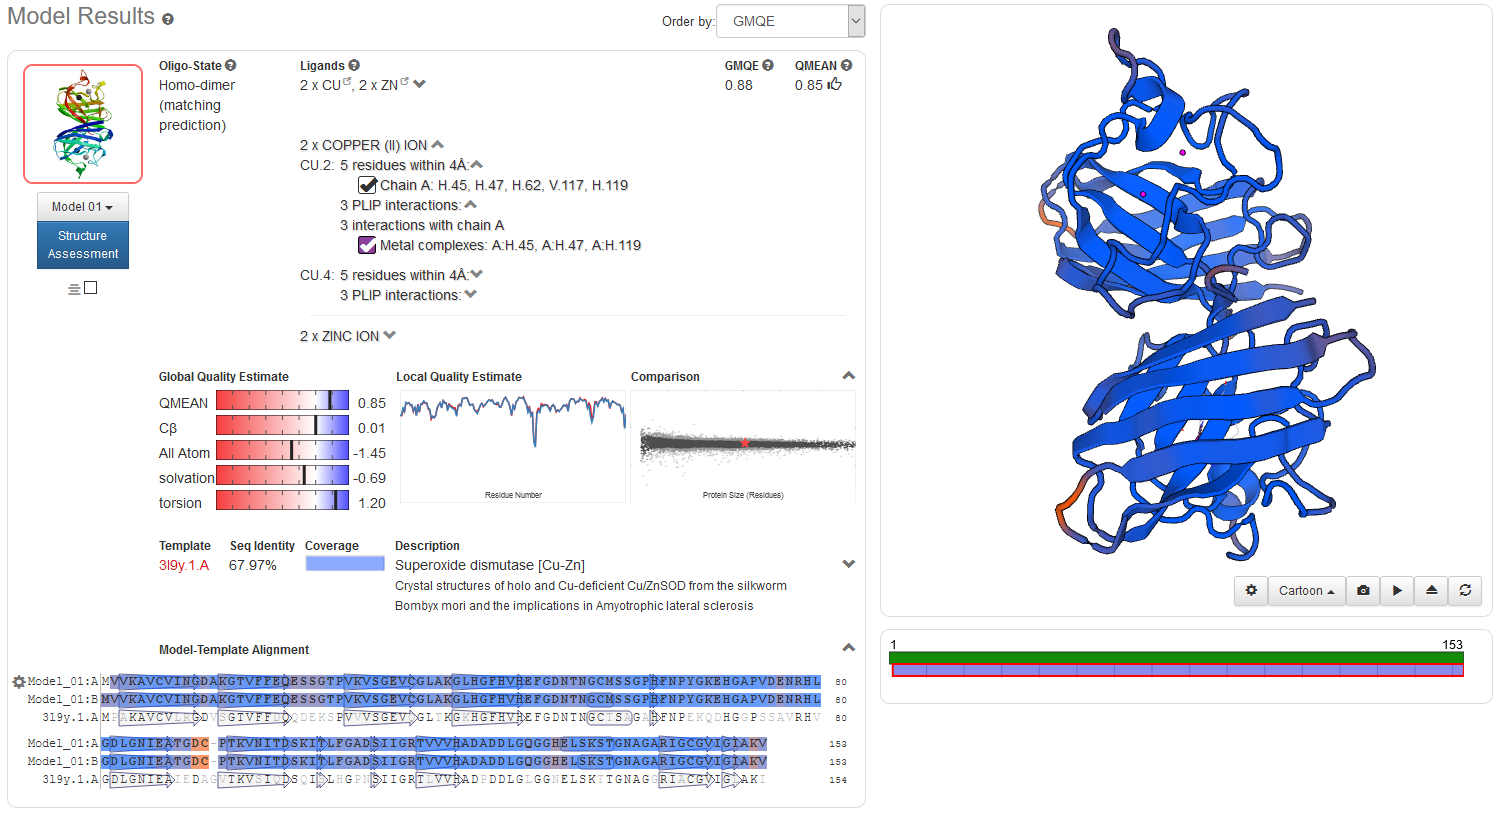 Model Results
Order by: GMQE
Oligo-State
Homo-dimer
(matching
prediction)
Ligands
2 x CU, 2 x ZN
GMQE
0.88
QMEAN
0.85
Model 01
Structure
Assessment
2 x COPPER (II) ION
CU.2: 5 residues within 4Å:
Chain A: H.45, H.47, H.62, V.117, H.119
3 PLIP interactions:
3 interactions with chain A
Metal complexes: A:H.45, A:H.47, A:H.119
CU.4: 5 residues within 4Å:
3 PLIP interactions:
2 x ZINC ION
Global Quality Estimate
QMEAN 0.85
Cβ 0.01
All Atom -1.45
solvation -0.69
torsion 1.20
Local Quality Estimate
Residue Number
Comparison
Protein Size (Residues)
Template Seq Identity Coverage Description
3l9y.1.A 67.97% Superoxide dismutase [Cu-Zn]
Crystal structures of holo and Cu-deficient Cu/ZnSOD from the silkworm
Bombyx mori and the implications in Amyotrophic lateral sclerosis
Model-Template Alignment
Model_01:A MVVKAVCVINGDAKGTVFFEQESSGTPVKVSGEVCGLAKGLHGFHVHEFGDNTNGCMSSGPHFNPYGKEHGAPVDENRHL 80
Model_01:B MVVKAVCVINGDAKGTVFFEQESSGTPVKVSGEVCGLAKGLHGFHVHEFGDNTNGCMSSGPHFNPYGKEHGAPVDENRHL 80
3l9y.1.A MPAKAVCVLRGDVSGTVFFDQQDEKSPVVVSGEVQGLTKGKHGFHVHEFGDNTNGCTSAGAHFNPEKQDHGGPSSAVRHV 80
Model_01:A GDLGNIEATGDC-PTKVNITDSKITLFGADSIIGRTVVVHADADDLGQGGHELSKSTGNAGARIGCGVIGIAKV 153
Model_01:B GDLGNIEATGDC-PTKVNITDSKITLFGADSIIGRTVVVHADADDLGQGGHELSKSTGNAGARIGCGVIGIAKV 153
3l9y.1.A GDLGNIEAIEDAGVTKVSIQDSQISLHGPNSIIGRTLVVHADPDDLGLGGNELSKTTGNAGGRIACGVIGLAKI 154
Cartoon
1 153